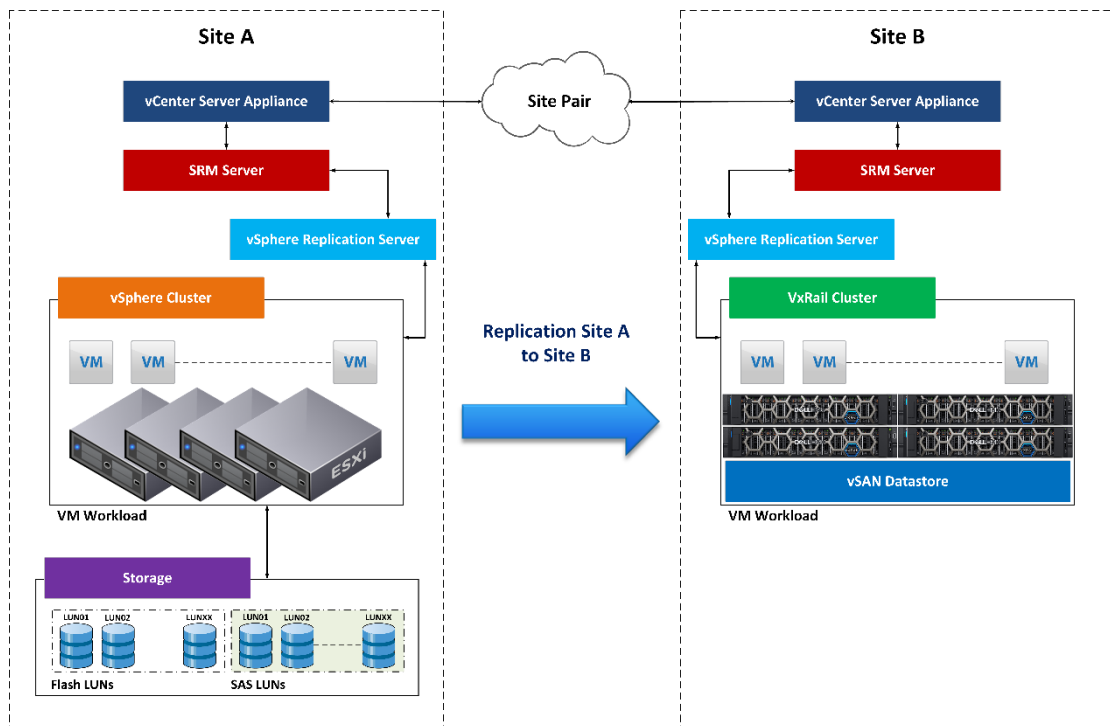 Site A
vCenter Server Appliance
SRM Server
vSphere Replication Server
vSphere Cluster
VM
VM
VM
ESXi
VM Workload
Storage
LUN01
LUN02
LUNXX
LUN01
LUN02
LUNXX
Flash LUNs
SAS LUNs
Site Pair
Replication Site A
to Site B
Site B
vCenter Server Appliance
SRM Server
vSphere Replication Server
VxRail Cluster
VM
VM
VM
vSAN Datastore
VM Workload